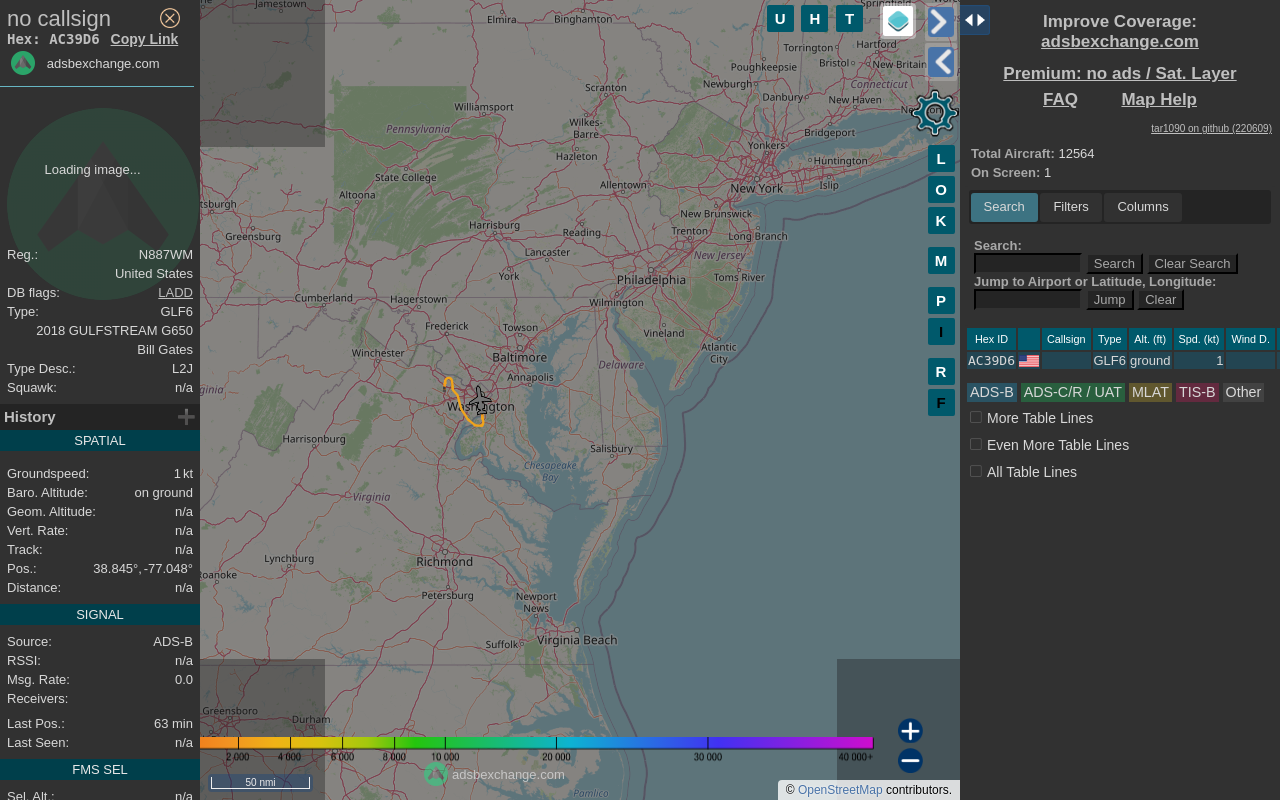 no callsign
Hex: AC39D6 Copy Link
adsbexchange.com
Loading image...
Reg.: N887WM
United States
DB flags: LADD
Type: GLF6
2018 GULFSTREAM G650
Bill Gates
Type Desc.: L2J
Squawk: n/a
History
SPATIAL
Groundspeed: 1 kt
Baro. Altitude: on ground
Geom. Altitude: n/a
Vert. Rate: n/a
Track: n/a
Pos.: 38.845°, -77.048°
Distance: n/a
SIGNAL
Source: ADS-B
RSSI: n/a
Msg. Rate: 0.0
Receivers:
Last Pos.: 63 min
Last Seen: n/a
FMS SEL
Sel. Alt.: n/a
Jamestown
Elmira
Binghamton
Springfield
Torrington
Hartford
Poughkeepsie
Bristol
New Britain
Scranton
Newburgh
Connecticut
Williamsport
Danbury
New Haven
Pennsylvania
Wilkes-
Barre
Bridgeport
Yonkers
Hazleton
Huntington
State College
Allentown
New York
Islip
Altoona
New Brunswick
Harrisburg
Reading
Trenton
Long Branch
Greensburg
Lancaster
New Jersey
York
Philadelphia
Toms River
Cumberland
Hagerstown
Wilmington
Frederick
Towson
Vineland
Winchester
Baltimore
Atlantic
City
Annapolis
Delaware
Washington
Harrisonburg
Salisbury
Chesapeake
Bay
Virginia
Lynchburg
Richmond
Roanoke
Petersburg
Newport
News
Suffolk
Virginia Beach
Greensboro
Durham
Pamlico
U H T
L
O
K
M
P
I
R
F
2 000 4 000 6 000 8 000 10 000 20 000 30 000 40 000+
50 nmi
adsbexchange.com
© OpenStreetMap contributors.
Improve Coverage:
adsbexchange.com
Premium: no ads / Sat. Layer
FAQ Map Help
tar1090 on github (220609)
Total Aircraft: 12564
On Screen: 1
Search Filters Columns
Search:
Search Clear Search
Jump to Airport or Latitude, Longitude:
Jump Clear
Hex ID Callsign Type Alt. (ft) Spd. (kt) Wind D.
AC39D6 GLF6 ground 1
ADS-B ADS-C/R / UAT MLAT TIS-B Other
More Table Lines
Even More Table Lines
All Table Lines